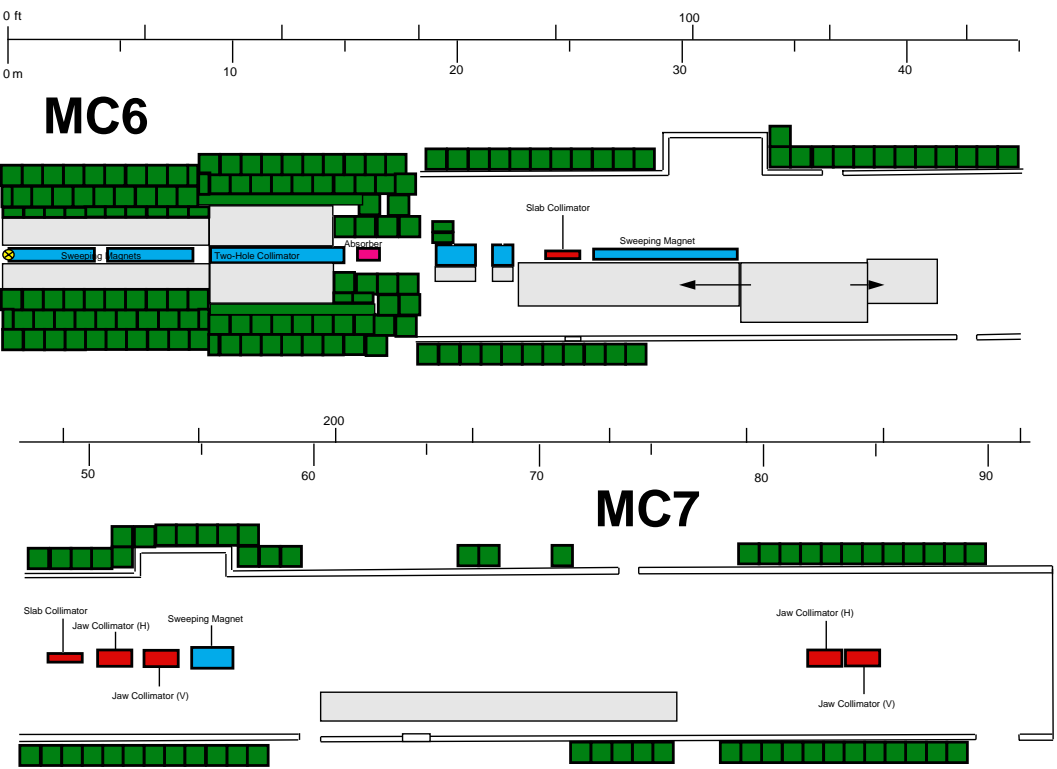 0 ft
100
0 m
10
20
30
40
MC6
Slab Collimator
Sweeping Magnet
Absorber
Sweeping Magnets
Two-Hole Collimator
200
50
60
70
80
90
MC7
Slab Collimator
Jaw Collimator (H)
Sweeping Magnet
Jaw Collimator (V)
Jaw Collimator (H)
Jaw Collimator (V)